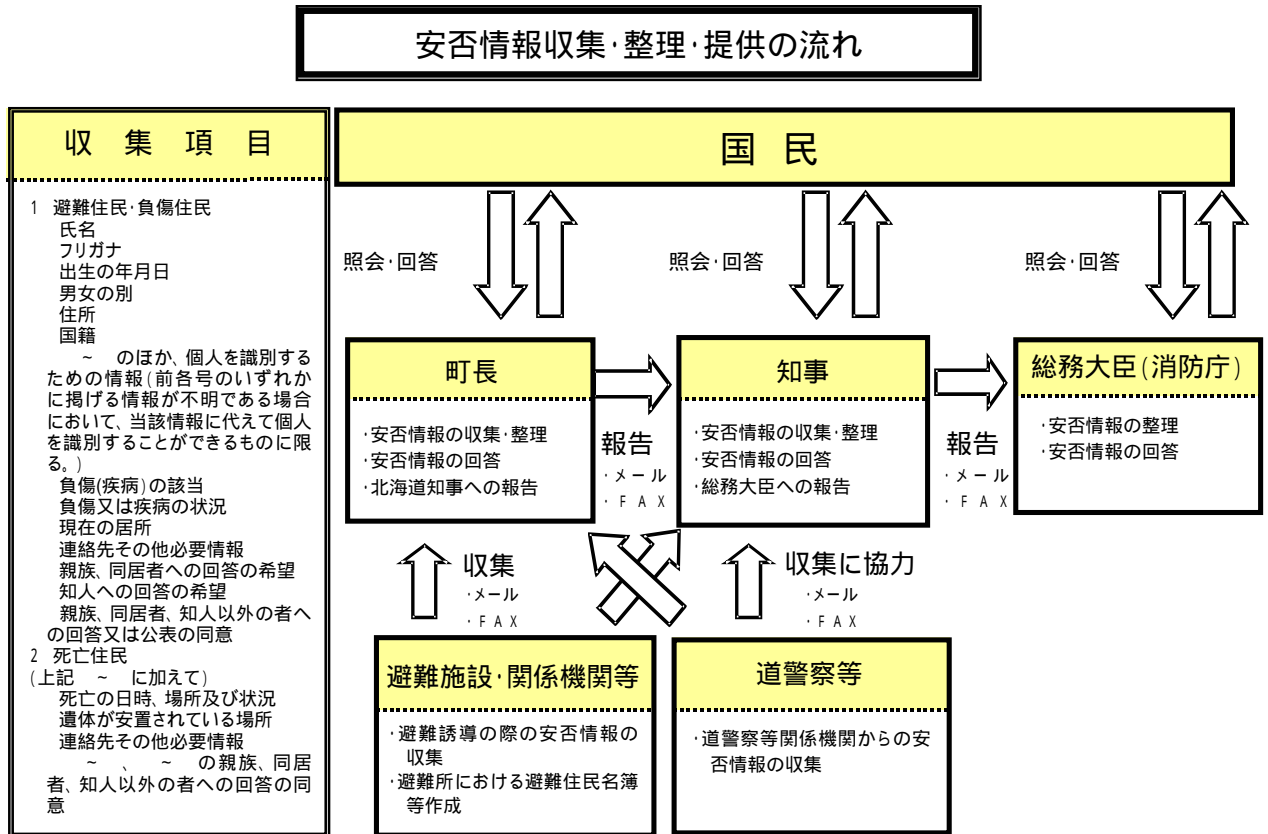 安否情報収集･整理･提供の流れ
収集項目
1 避難住民･負傷住民
氏名
フリガナ
出生の年月日
男女の別
住所
国籍
～ のほか、個人を識別する
ための情報(前各号のいずれか
に掲げる情報が不明である場合
において、当該情報に代えて個人
を識別することができるものに限
る。)
負傷(疾病)の該当
負傷又は疾病の状況
現在の居所
連絡先その他必要情報
親族、同居者への回答の希望
知人への回答の希望
親族、同居者、知人以外の者へ
の回答又は公表の同意
2 死亡住民
(上記 ～ に加えて)
死亡の日時、場所及び状況
遺体が安置されている場所
連絡先その他必要情報
～ 、 ～ の親族、同居
者、知人以外の者への回答の同
意
国民
照会･回答
照会･回答
照会･回答
町長
･安否情報の収集･整理
･安否情報の回答
･北海道知事への報告
報告
･メール
･FAX
知事
･安否情報の収集･整理
･安否情報の回答
･総務大臣への報告
報告
･メール
･FAX
総務大臣(消防庁)
･安否情報の整理
･安否情報の回答
収集
･メール
･FAX
収集に協力
･メール
･FAX
避難施設･関係機関等
･避難誘導の際の安否情報の
収集
･避難所における避難住民名簿
等作成
道警察等
･道警察等関係機関からの安
否情報の収集